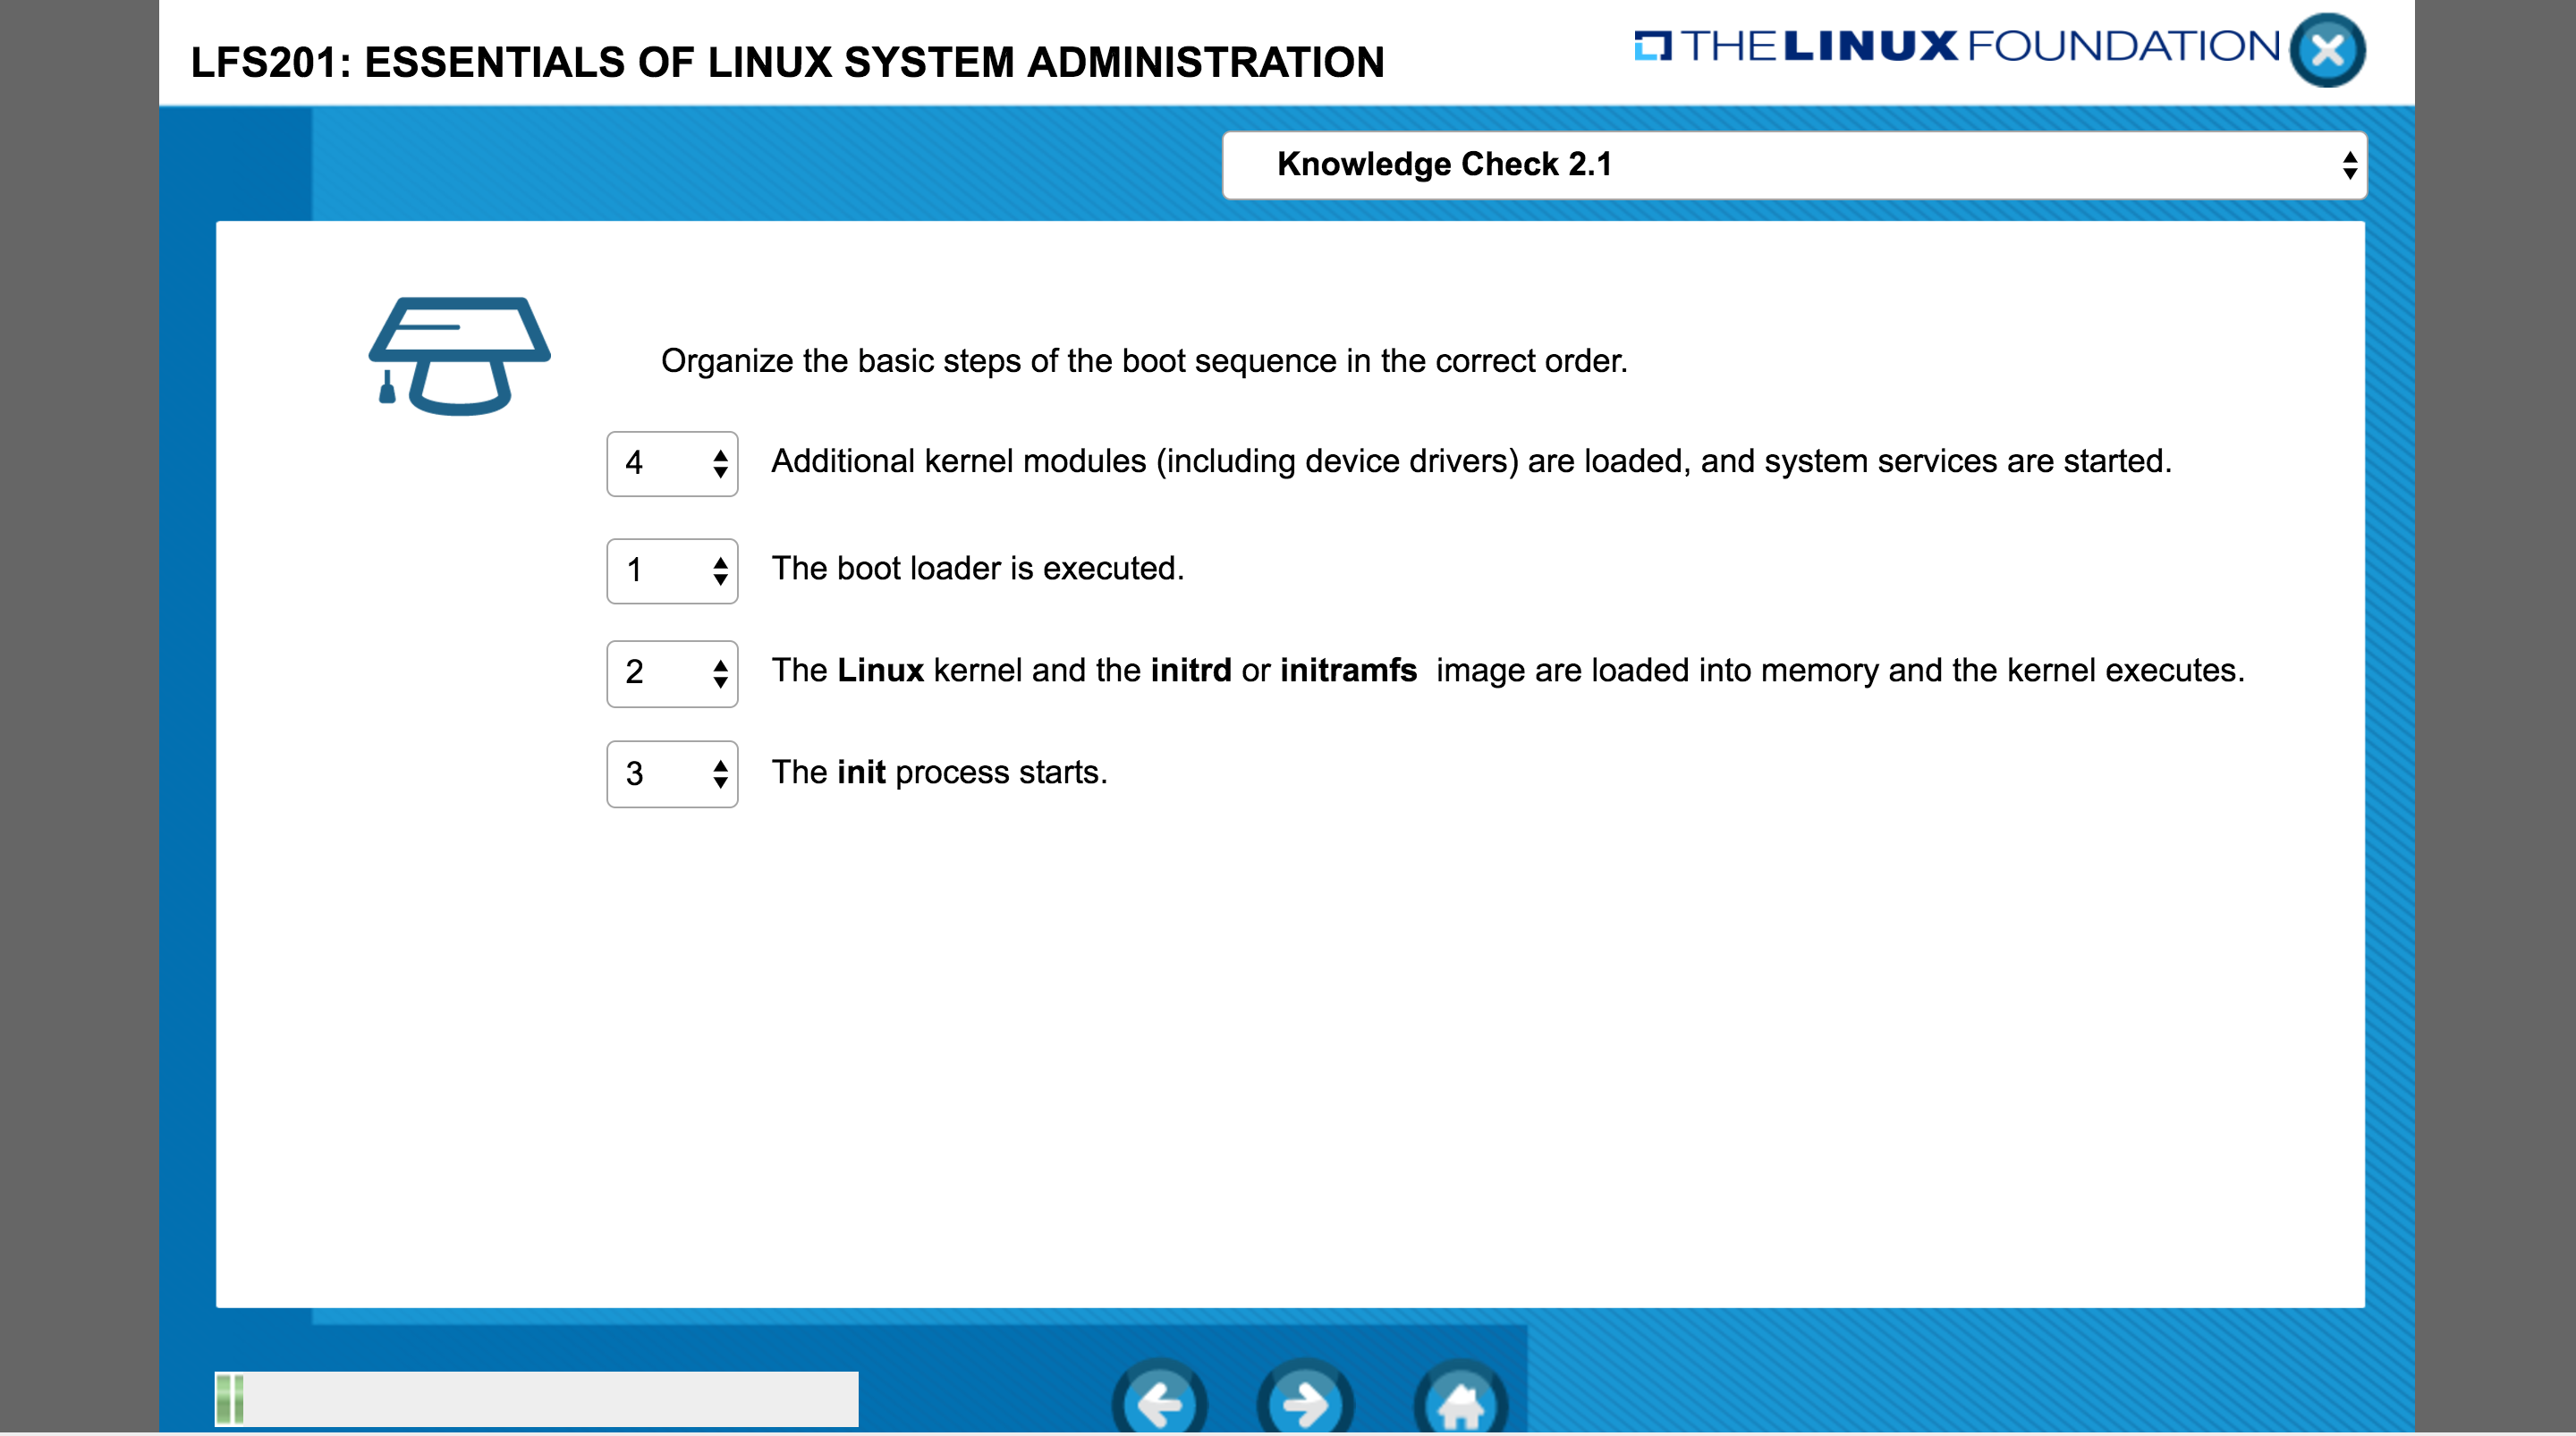 LFS201: ESSENTIALS OF LINUX SYSTEM ADMINISTRATION
THE LINUX FOUNDATION
Knowledge Check 2.1
Organize the basic steps of the boot sequence in the correct order.
4 Additional kernel modules (including device drivers) are loaded, and system services are started.
1 The boot loader is executed.
2 The Linux kernel and the initrd or initramfs image are loaded into memory and the kernel executes.
3 The init process starts.